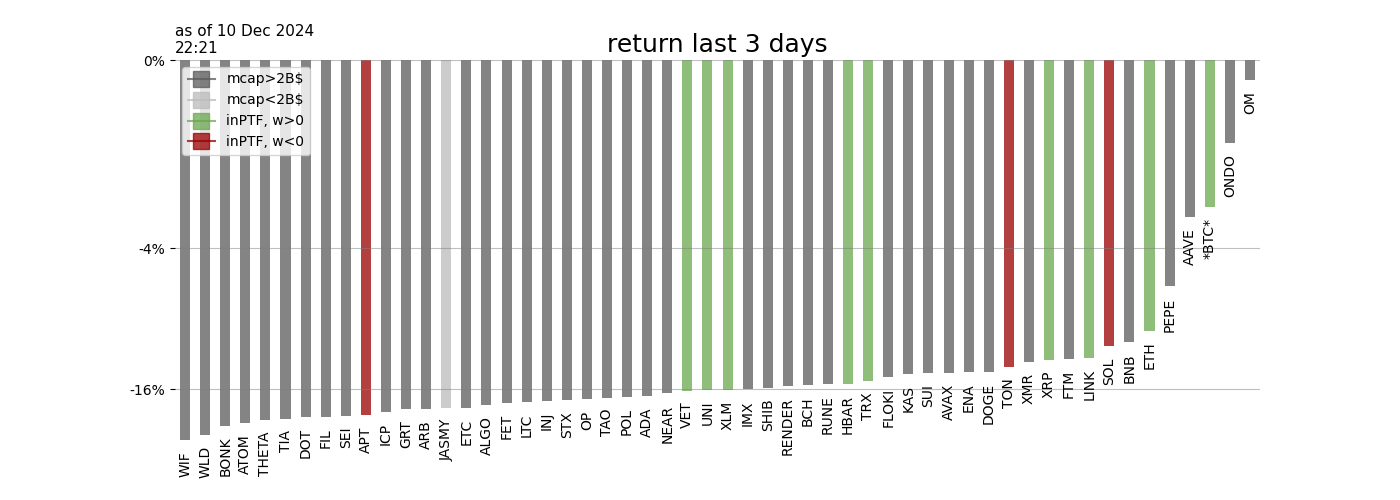 as of 10 Dec 2024
22:21
return last 3 days
0%
-4%
-16%
mcap>2B$
mcap<2B$
inPTF, w>0
inPTF, w<0
WIF
WLD
BONK
ATOM
THETA
TIA
DOT
FIL
SEI
APT
ICP
GRT
ARB
JASMY
ETC
ALGO
FET
LTC
INJ
STX
OP
TAO
POL
ADA
NEAR
VET
UNI
XLM
IMX
SHIB
RENDER
BCH
RUNE
HBAR
TRX
FLOKI
KAS
SUI
AVAX
ENA
DOGE
TON
XMR
XRP
FTM
LINK
SOL
BNB
ETH
PEPE
AAVE
*BTC*
ONDO
OM